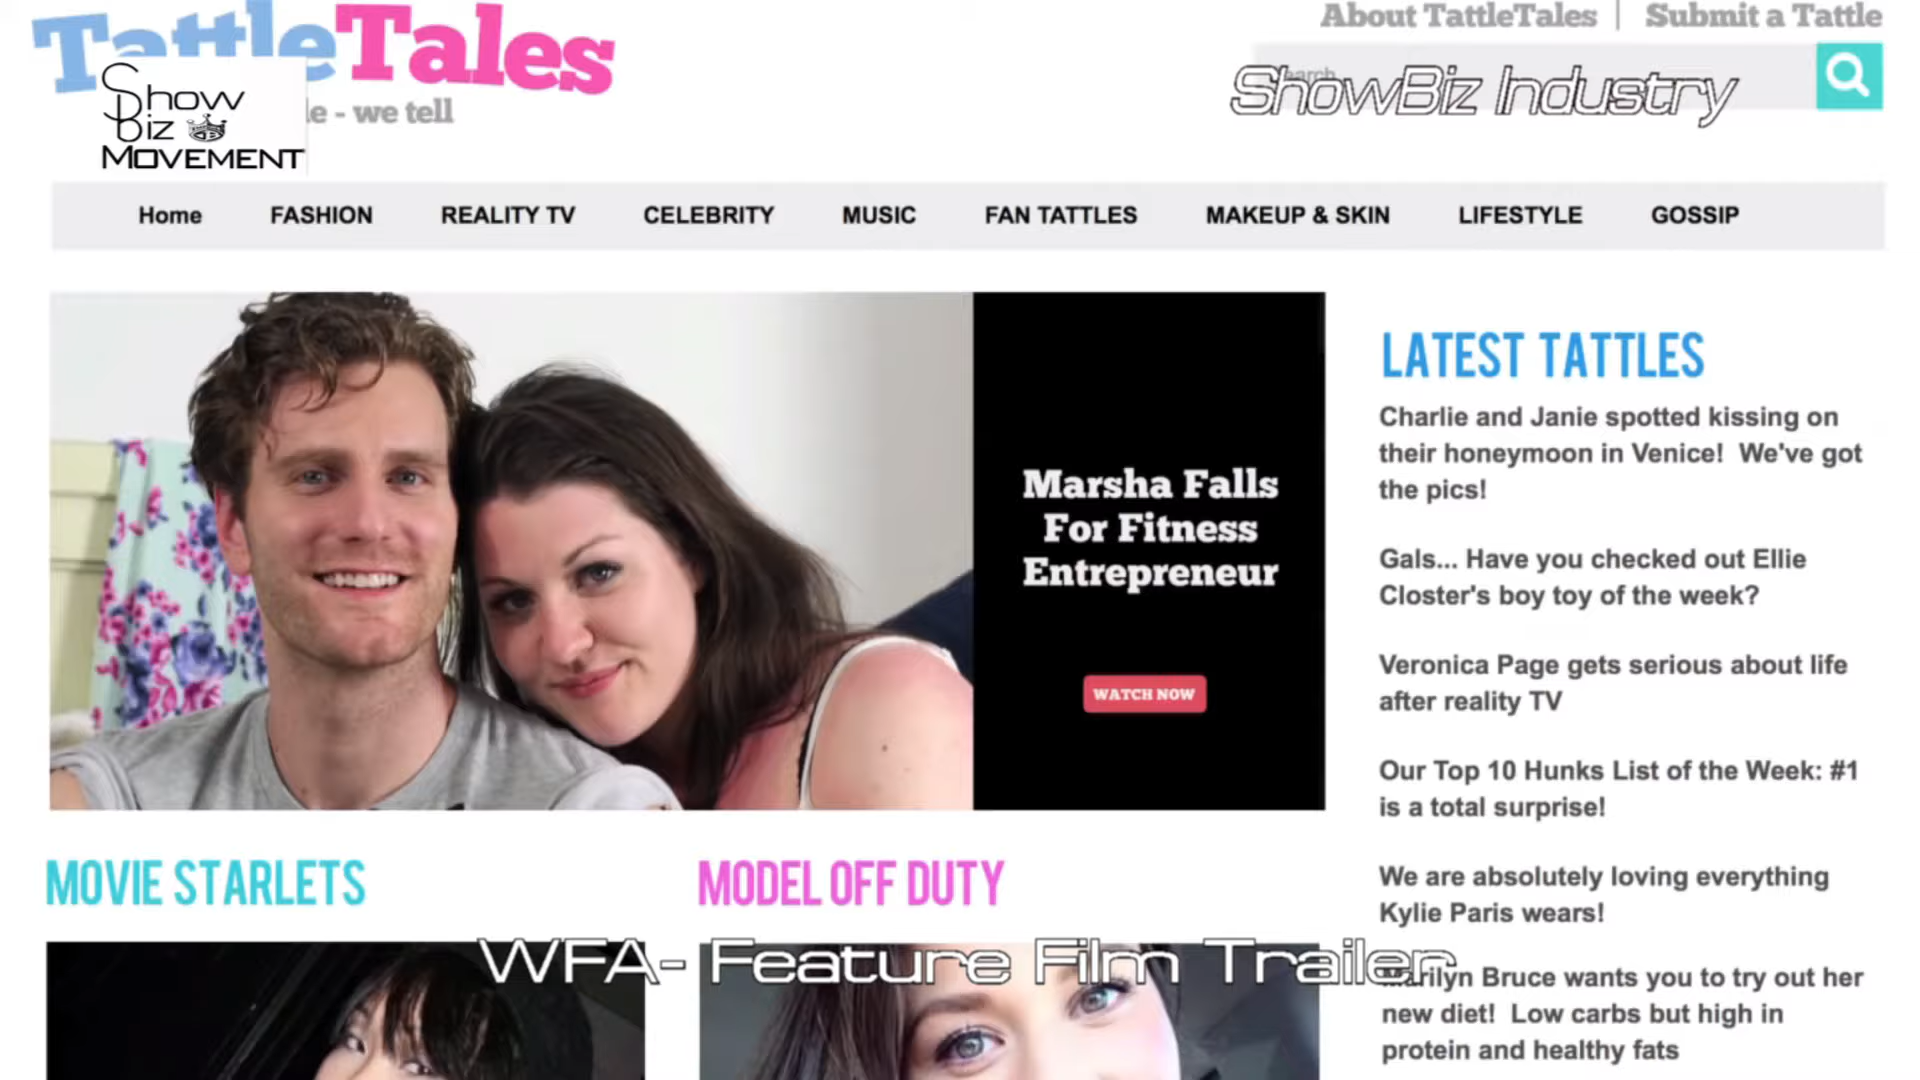 TattleTales
About TattleTales | Submit a Tattle
ShowBiz Industry
Show
Biz
MOVEMENT
- we tell
Home FASHION REALITY TV CELEBRITY MUSIC FAN TATTLES MAKEUP & SKIN LIFESTYLE GOSSIP
Marsha Falls
For Fitness
Entrepreneur
WATCH NOW
LATEST TATTLES
Charlie and Janie spotted kissing on
their honeymoon in Venice! We've got
the pics!
Gals... Have you checked out Ellie
Closter's boy toy of the week?
Veronica Page gets serious about life
after reality TV
Our Top 10 Hunks List of the Week: #1
is a total surprise!
We are absolutely loving everything
Kylie Paris wears!
Marilyn Bruce wants you to try out her
new diet! Low carbs but high in
protein and healthy fats
MOVIE STARLETS
MODEL OFF DUTY
WFA- Feature Film Trailer